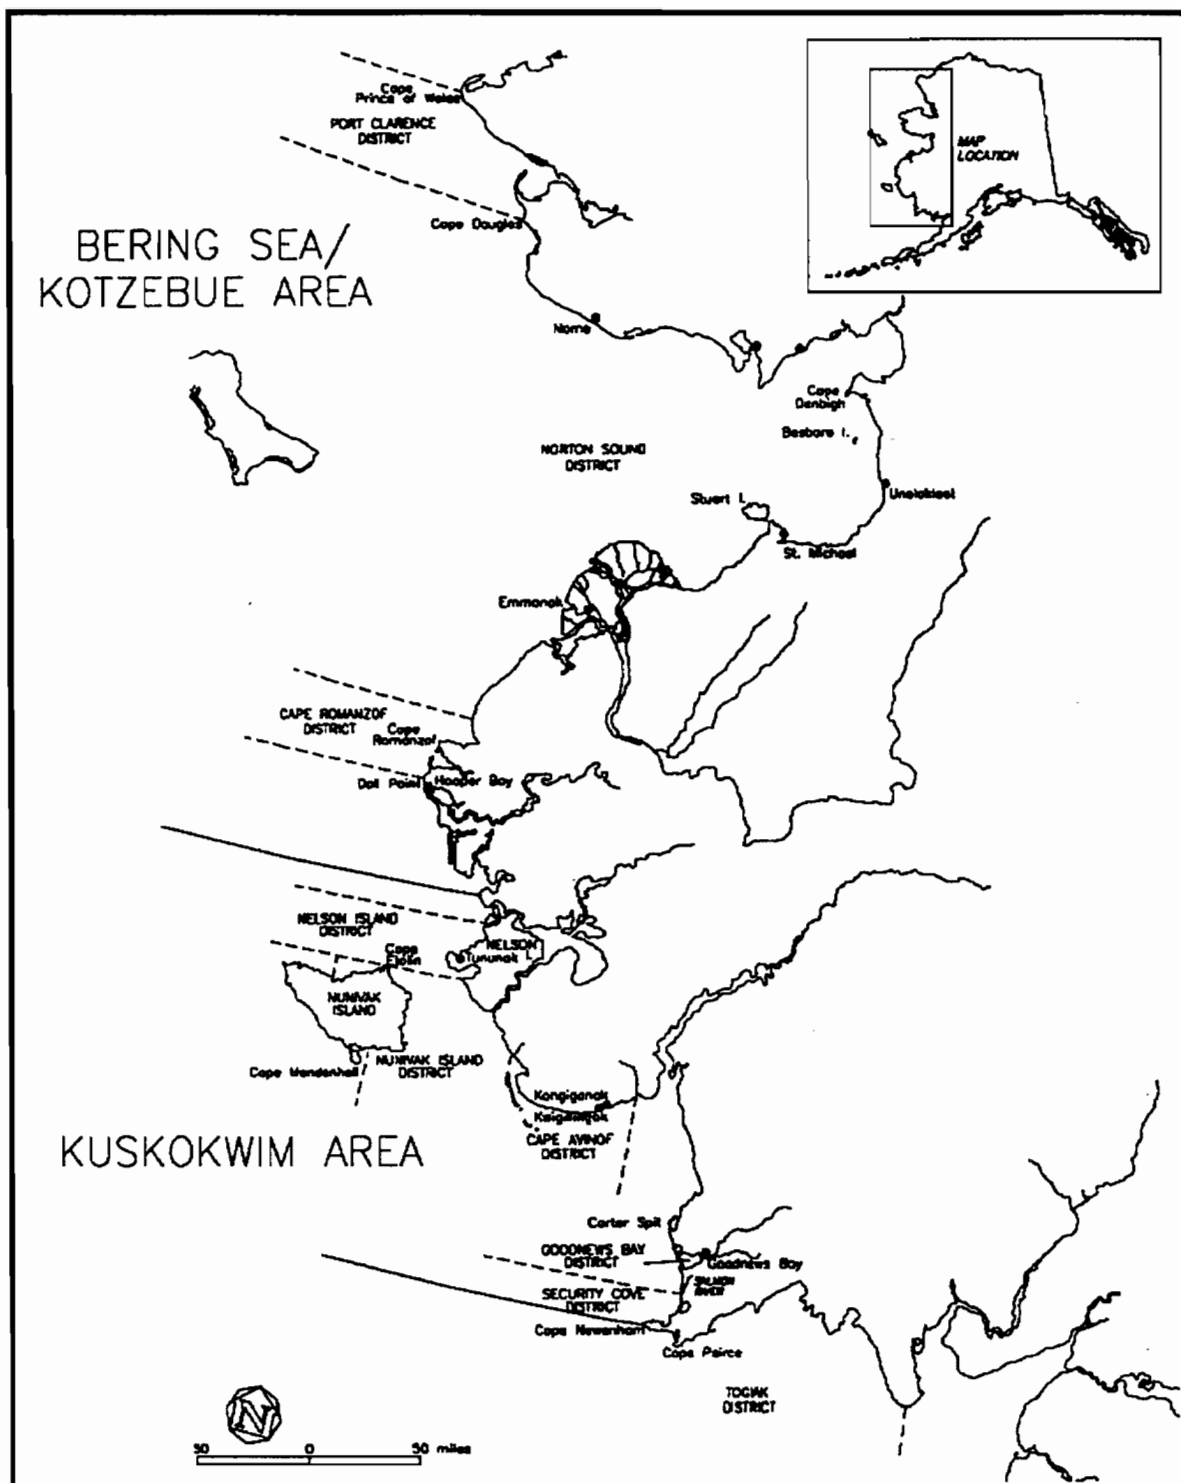 Cape
Prince of Wales
PORT CLARENCE
DISTRICT
MAP
LOCATION
Cape Douglas
BERING SEA/
KOTZEBUE AREA
Nome
Cape
Denbigh
Besboro I.
NORTON SOUND
DISTRICT
Unalakleet
Stuart I.
St. Michael
Emmonak
CAPE ROMANZOF
DISTRICT
Cape
Romanzof
Dall Point
Hooper Bay
NELSON ISLAND
DISTRICT
Cape
Etolin
NELSON
I.
Tununak
NUNIVAK
ISLAND
NUNIVAK ISLAND
DISTRICT
Cape Mendenhall
Kongiganak
CAPE AVINOF
DISTRICT
KUSKOKWIM AREA
Carter Spit
GOODNEWS BAY
DISTRICT
Goodnews Bay
SALMON
RIVER
SECURITY COVE
DISTRICT
Cape Newenham
Cape Peirce
TOGIAK
DISTRICT
N
50 0 50 miles